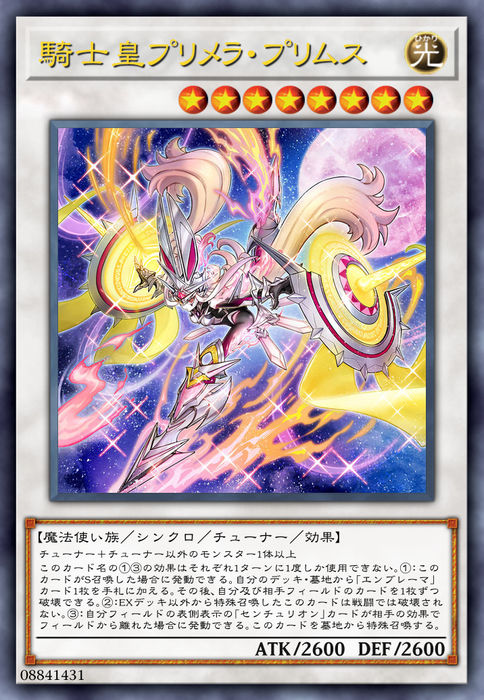 騎士皇プリメラ・プリムス
ひかり
光
【魔法使い族／シンクロ／チューナー／効果】
チューナー＋チューナー以外のモンスター1体以上
このカード名の①③の効果はそれぞれ1ターンに1度しか使用できない。①：こ
のカードがS召喚した場合に発動できる。自分のデッキ・墓地から「エンブレーマ」
カード1枚を手札に加える。その後、自分及び相手フィールドのカードを1枚ずつ
破壊できる。②：EXデッキ以外から特殊召喚したこのカードは戦闘では破壊され
ない。③：自分フィールドの表側表示の「センチュリオン」カードが相手の効果で
フィールドから離れた場合に発動できる。このカードを墓地から特殊召喚する。
ATK/2600 DEF/2600
08841431